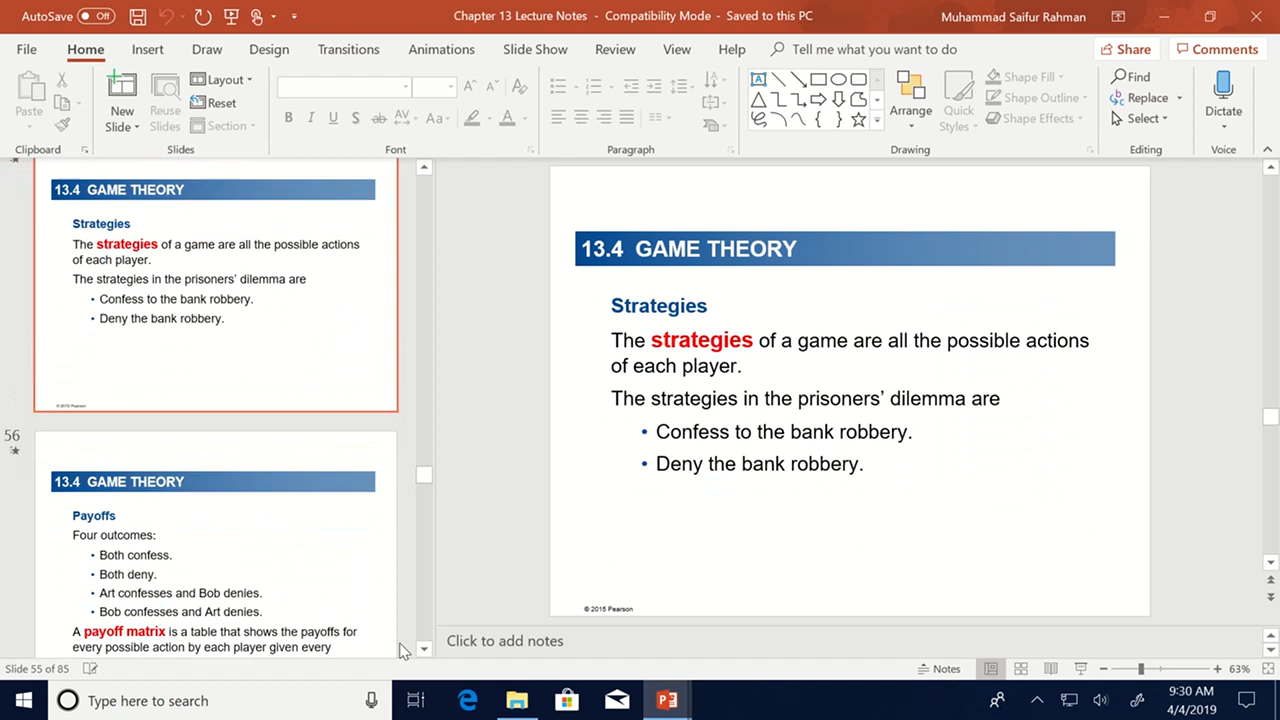 AutoSave Off
Chapter 13 Lecture Notes - Compatibility Mode - Saved to this PC
Muhammad Saifur Rahman
File Home Insert Draw Design Transitions Animations Slide Show Review View Help Tell me what you want to do Share Comments
Paste
Clipboard
New Slide
Reuse Slides
Layout
Reset
Section
Slides
B I U S ab AV Aa A
Font
Paragraph
Arrange
Quick Styles
Shape Fill
Shape Outline
Shape Effects
Drawing
Find
Replace
Select
Editing
Dictate
Voice
13.4 GAME THEORY
Strategies
The strategies of a game are all the possible actions
of each player.
The strategies in the prisoners' dilemma are
• Confess to the bank robbery.
• Deny the bank robbery.
© 2015 Pearson
56
13.4 GAME THEORY
Payoffs
Four outcomes:
• Both confess.
• Both deny.
• Art confesses and Bob denies.
• Bob confesses and Art denies.
A payoff matrix is a table that shows the payoffs for
every possible action by each player given every
13.4 GAME THEORY
Strategies
The strategies of a game are all the possible actions
of each player.
The strategies in the prisoners' dilemma are
• Confess to the bank robbery.
• Deny the bank robbery.
© 2015 Pearson
Click to add notes
Slide 55 of 85
Notes
63%
Type here to search
9:30 AM
4/4/2019